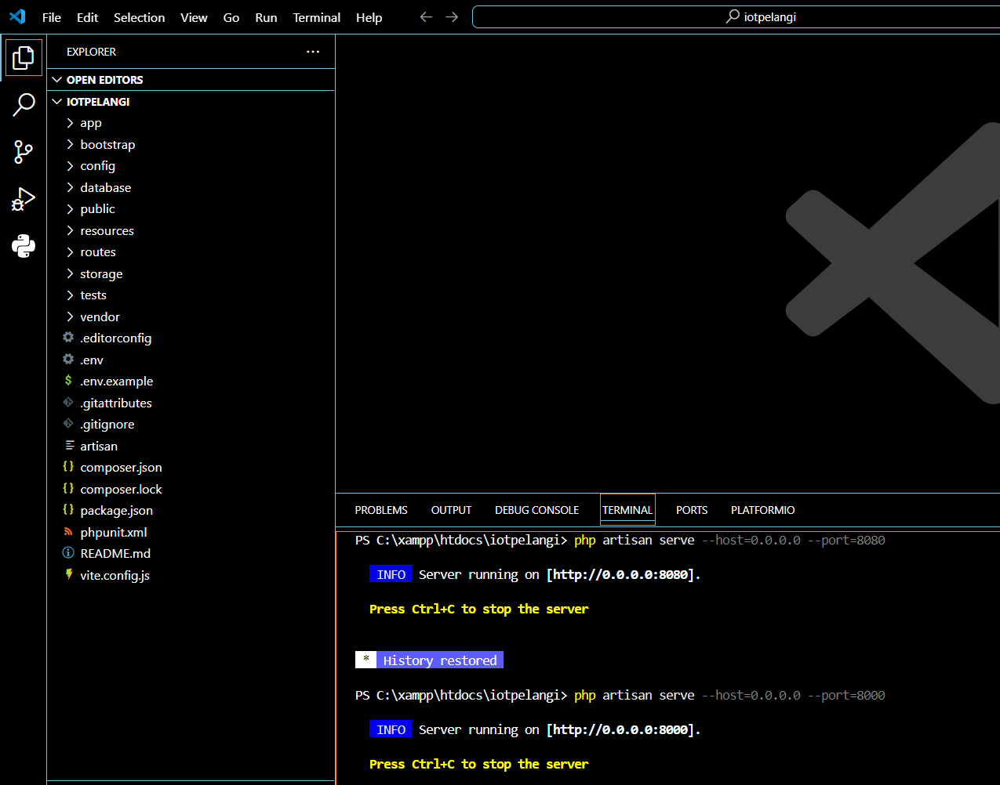 File Edit Selection View Go Run Terminal Help
iotpelangi
EXPLORER
OPEN EDITORS
IOTPELANGI
app
bootstrap
config
database
public
resources
routes
storage
tests
vendor
.editorconfig
.env
.env.example
.gitattributes
.gitignore
artisan
composer.json
composer.lock
package.json
phpunit.xml
README.md
vite.config.js
PROBLEMS OUTPUT DEBUG CONSOLE TERMINAL PORTS PLATFORMIO
PS C:\xampp\htdocs\iotpelangi> php artisan serve --host=0.0.0.0 --port=8080
INFO Server running on [http://0.0.0.0:8080].
Press Ctrl+C to stop the server
* History restored
PS C:\xampp\htdocs\iotpelangi> php artisan serve --host=0.0.0.0 --port=8000
INFO Server running on [http://0.0.0.0:8000].
Press Ctrl+C to stop the server